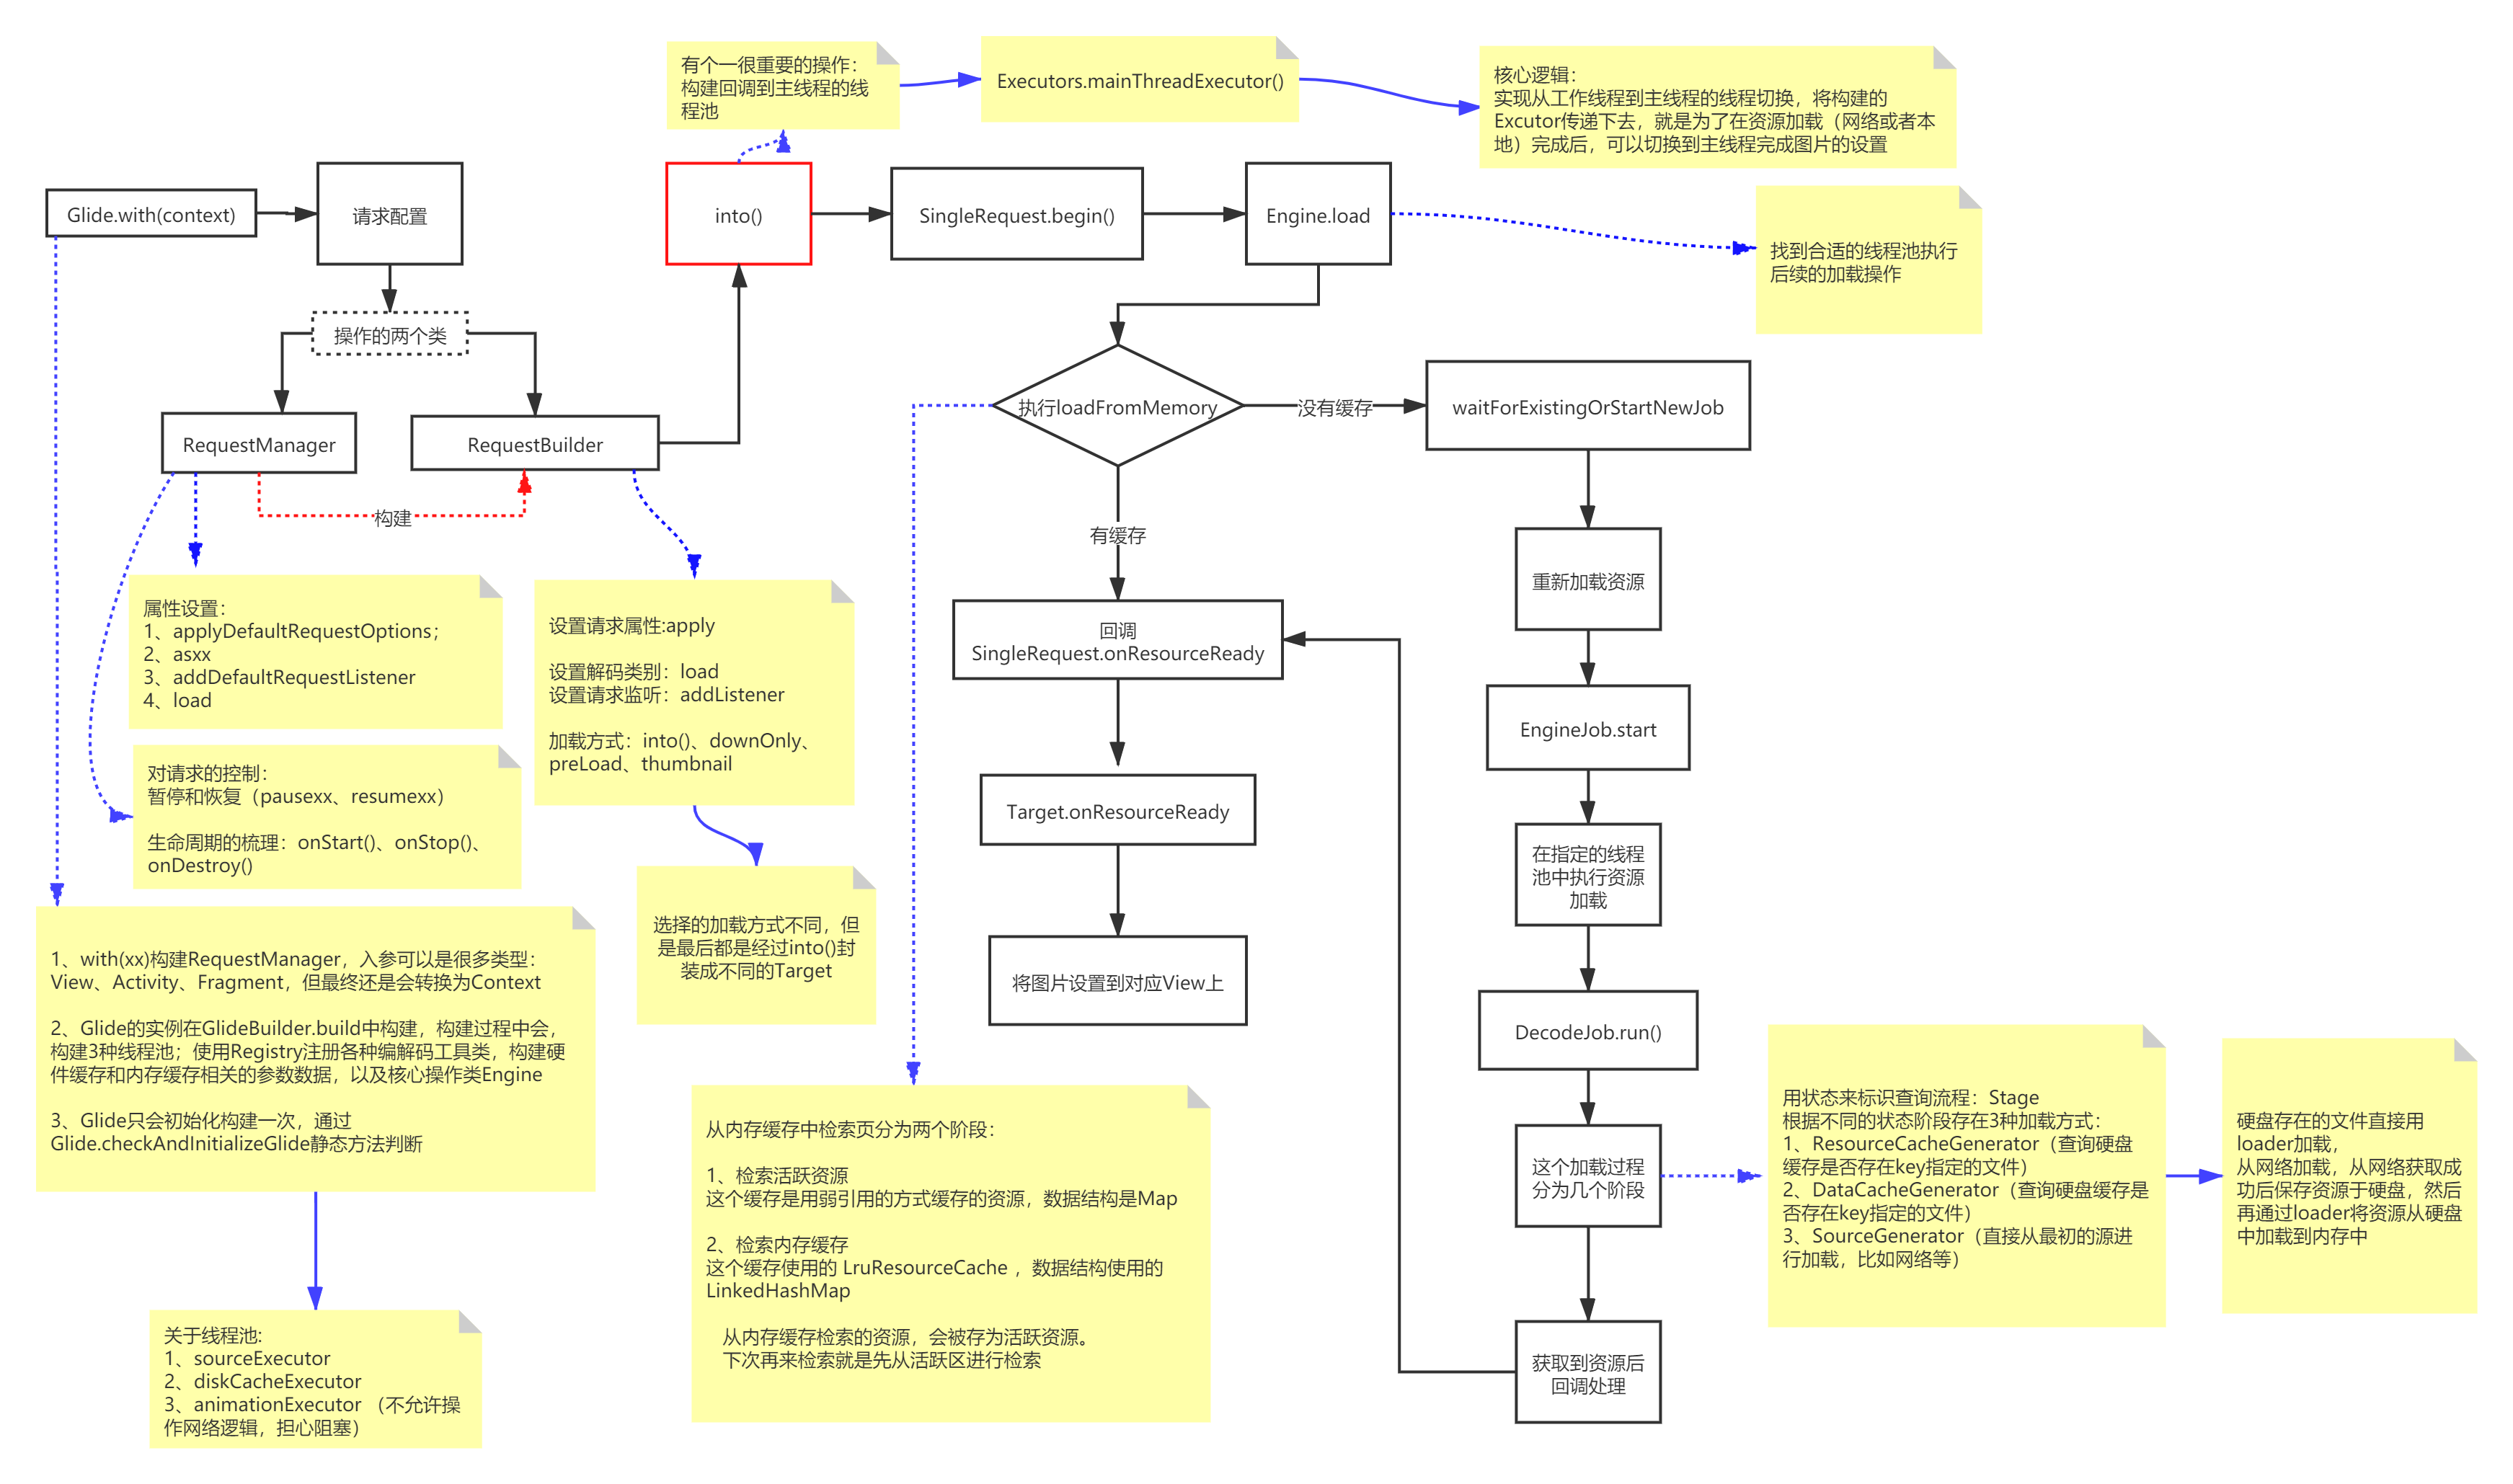 有个一很重要的操作：
构建回调到主线程的线
程池
Executors.mainThreadExecutor()
核心逻辑：
实现从工作线程到主线程的线程切换，将构建的
Excutor传递下去，就是为了在资源加载（网络或者本
地）完成后，可以切换到主线程完成图片的设置
Glide.with(context)
请求配置
into()
SingleRequest.begin()
Engine.load
找到合适的线程池执行
后续的加载操作
操作的两个类
RequestManager
RequestBuilder
构建
执行loadFromMemory
没有缓存
waitForExistingOrStartNewJob
有缓存
重新加载资源
属性设置：
1、applyDefaultRequestOptions；
2、asxx
3、addDefaultRequestListener
4、load
设置请求属性:apply
设置解码类别：load
设置请求监听：addListener
加载方式：into()、downOnly、
preLoad、thumbnail
回调
SingleRequest.onResourceReady
EngineJob.start
对请求的控制：
暂停和恢复（pausexx、resumexx）
生命周期的梳理：onStart()、onStop()、
onDestroy()
Target.onResourceReady
在指定的线程
池中执行资源
加载
选择的加载方式不同，但
是最后都是经过into()封
装成不同的Target
将图片设置到对应View上
1、with(xx)构建RequestManager，入参可以是很多类型：
View、Activity、Fragment，但最终还是会转换为Context
2、Glide的实例在GlideBuilder.build中构建，构建过程中会，
构建3种线程池；使用Registry注册各种编解码工具类，构建硬
件缓存和内存缓存相关的参数数据，以及核心操作类Engine
3、Glide只会初始化构建一次，通过
Glide.checkAndInitializeGlide静态方法判断
DecodeJob.run()
从内存缓存中检索页分为两个阶段：
1、检索活跃资源
这个缓存是用弱引用的方式缓存的资源，数据结构是Map
2、检索内存缓存
这个缓存使用的 LruResourceCache ，数据结构使用的
LinkedHashMap
从内存缓存检索的资源，会被存为活跃资源。
下次再来检索就是先从活跃区进行检索
这个加载过程
分为几个阶段
用状态来标识查询流程：Stage
根据不同的状态阶段存在3种加载方式：
1、ResourceCacheGenerator（查询硬盘
缓存是否存在key指定的文件）
2、DataCacheGenerator（查询硬盘缓存是
否存在key指定的文件）
3、SourceGenerator（直接从最初的源进
行加载，比如网络等）
硬盘存在的文件直接用
loader加载，
从网络加载，从网络获取成
功后保存资源于硬盘，然后
再通过loader将资源从硬盘
中加载到内存中
获取到资源后
回调处理
关于线程池:
1、sourceExecutor
2、diskCacheExecutor
3、animationExecutor （不允许操
作网络逻辑，担心阻塞）